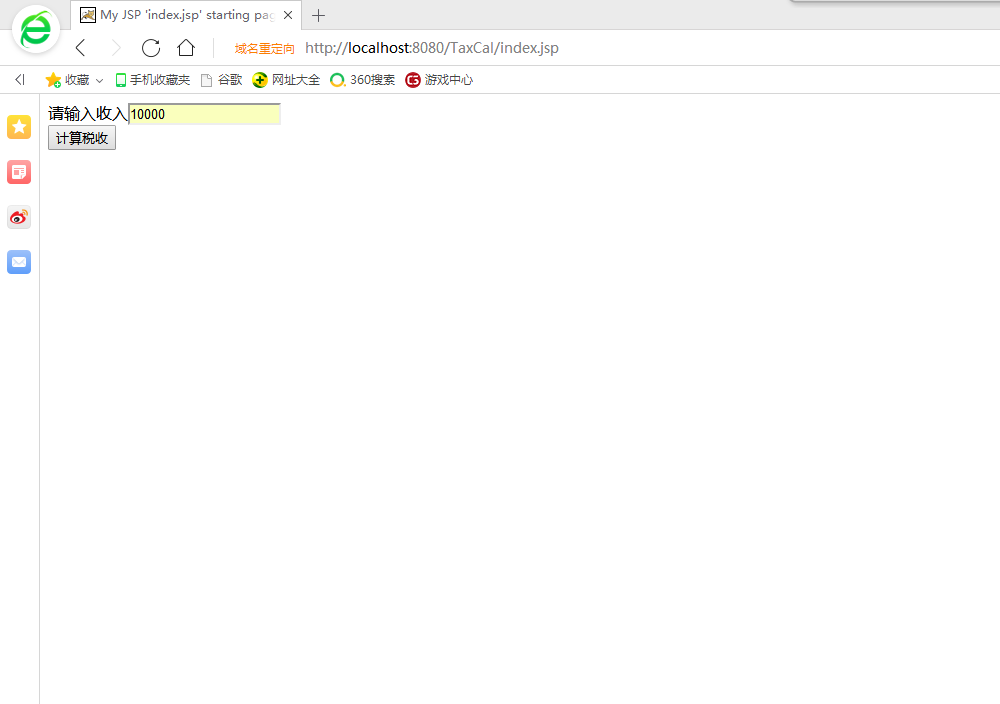 My JSP 'index.jsp' starting pag
域名重定向 http://localhost:8080/TaxCal/index.jsp
收藏 手机收藏夹 谷歌 网址大全 360搜索 游戏中心
请输入收入 10000
计算税收